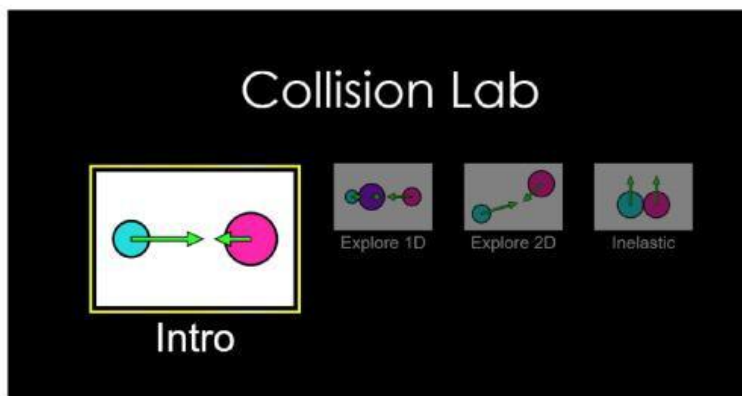 Collision Lab
Intro
Explore 1D
Explore 2D
Inelastic